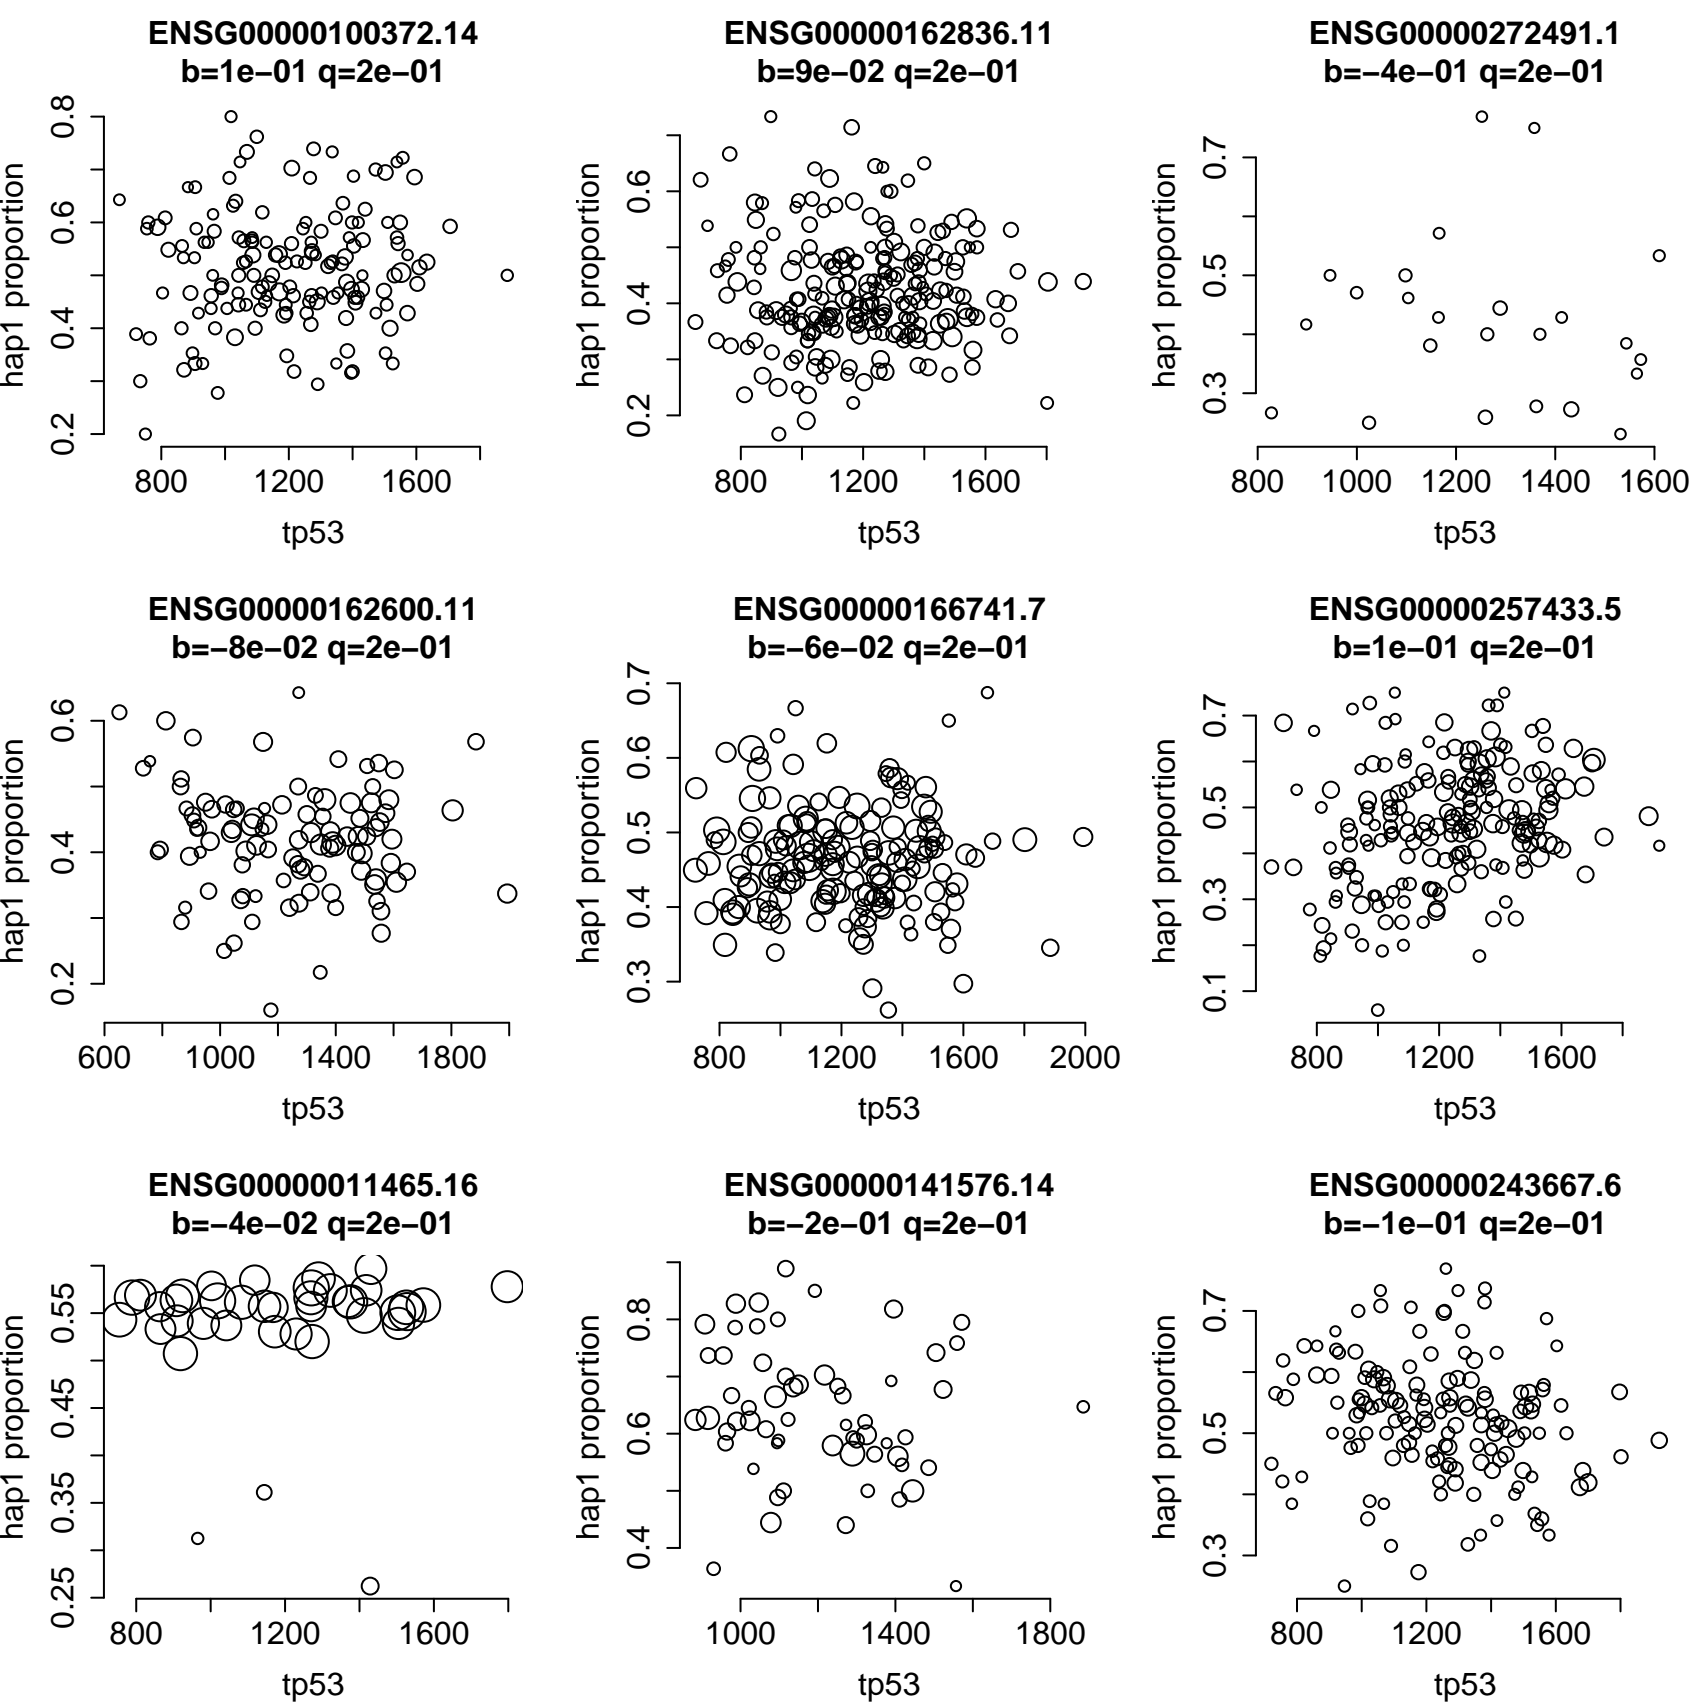 ENSG00000100372.14
b=1e−01 q=2e−01
hap1 proportion
0.2 0.4 0.6 0.8
800 1200 1600
tp53
ENSG00000162836.11
b=9e−02 q=2e−01
hap1 proportion
0.2 0.4 0.6
800 1200 1600
tp53
ENSG00000272491.1
b=−4e−01 q=2e−01
hap1 proportion
0.3 0.5 0.7
800 1000 1200 1400 1600
tp53
ENSG00000162600.11
b=−8e−02 q=2e−01
hap1 proportion
0.2 0.4 0.6
600 1000 1400 1800
tp53
ENSG00000166741.7
b=−6e−02 q=2e−01
hap1 proportion
0.3 0.4 0.5 0.6 0.7
800 1200 1600 2000
tp53
ENSG00000257433.5
b=1e−01 q=2e−01
hap1 proportion
0.1 0.3 0.5 0.7
800 1200 1600
tp53
ENSG00000011465.16
b=−4e−02 q=2e−01
hap1 proportion
0.25 0.35 0.45 0.55
800 1200 1600
tp53
ENSG00000141576.14
b=−2e−01 q=2e−01
hap1 proportion
0.4 0.6 0.8
1000 1400 1800
tp53
ENSG00000243667.6
b=−1e−01 q=2e−01
hap1 proportion
0.3 0.5 0.7
800 1200 1600
tp53